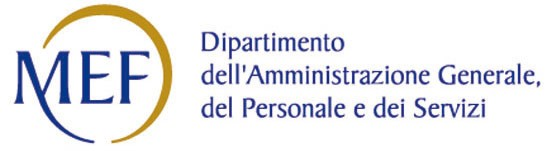 MEF
Dipartimento
dell'Amministrazione Generale,
del Personale e dei Servizi